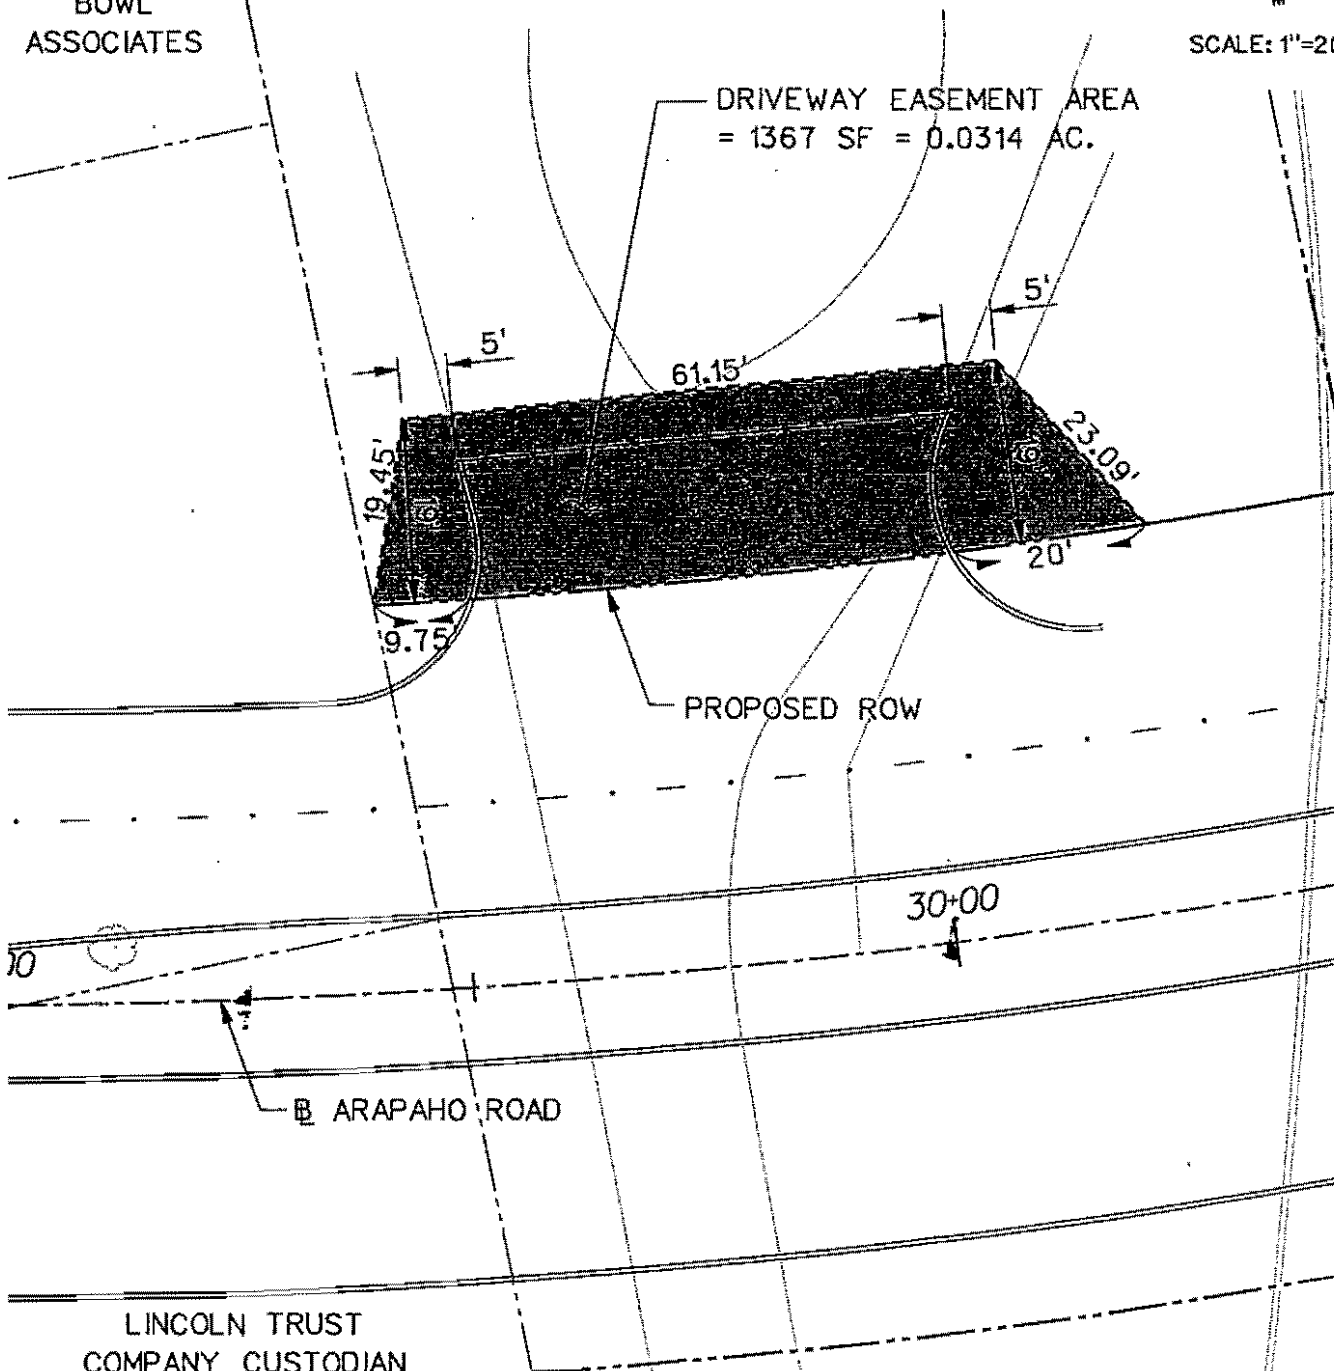 BOWL
ASSOCIATES
SCALE: 1"=2
DRIVEWAY EASEMENT AREA
= 1367 SF = 0.0314 AC.
5'
5'
61.15'
19.45'
23.09'
20'
9.75'
PROPOSED ROW
30+00
00
B ARAPAHO ROAD
LINCOLN TRUST
COMPANY CUSTODIAN